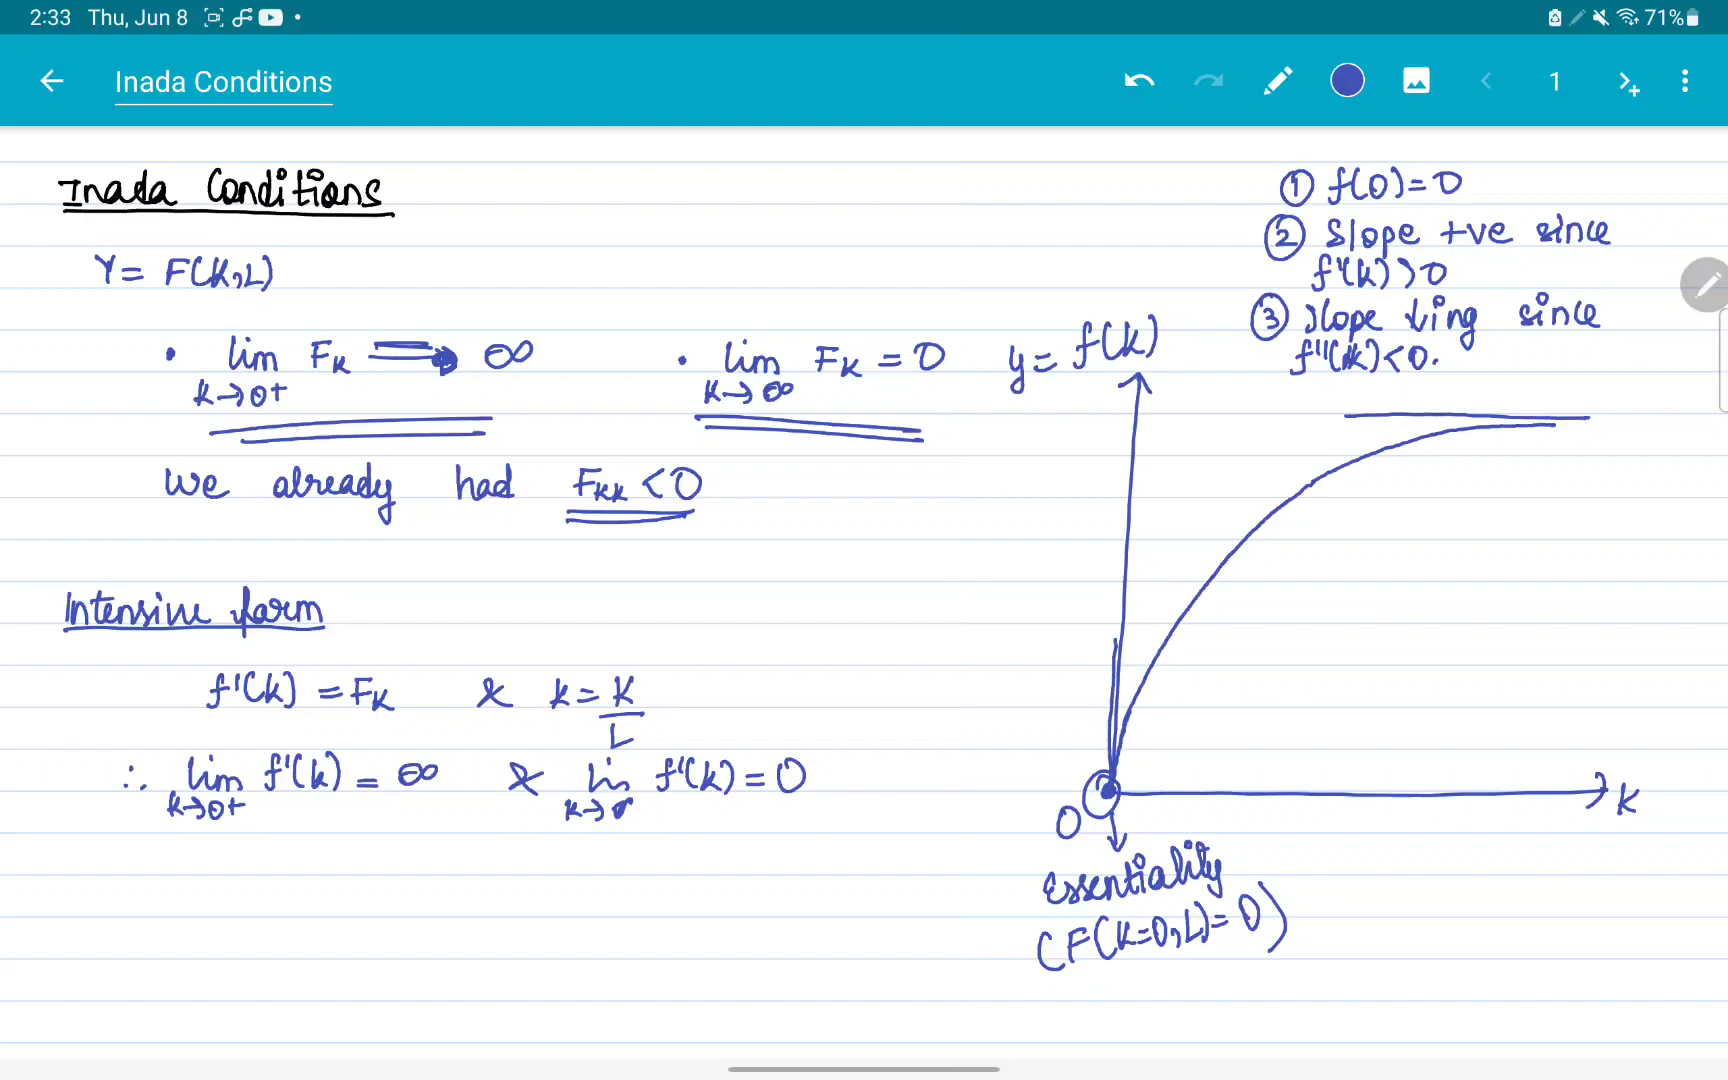 2:33 Thu, Jun 8
71%
Inada Conditions
1
Inada Conditions
Y = F(K,L)
• lim F_K → ∞ • lim F_K = 0
K→0+ K→∞
We already had F_KK < 0
Intensive form
f'(k) = F_K & k = K/L
∴ lim f'(k) = ∞ & lim f'(k) = 0
k→0+
① f(0) = 0
② Slope +ve since
f'(k) > 0
③ slope ↓ing since
f''(k) < 0.
y = f(k)
0
k
Essentiality
(F(K=0,L)=0)